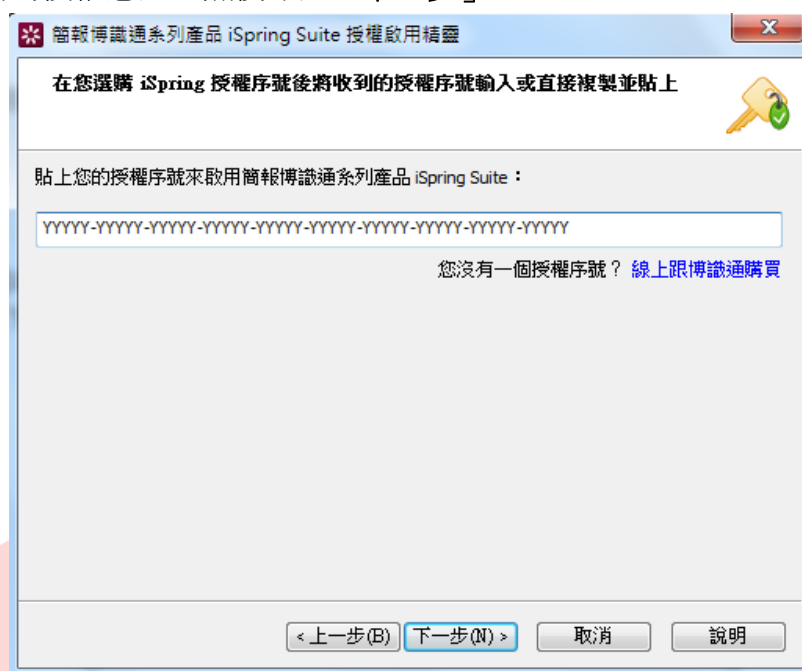 簡報博識通系列產品 iSpring Suite 授權啟用精靈
在您選購 iSpring 授權序號後將收到的授權序號輸入或直接複製並貼上
貼上您的授權序號來啟用簡報博識通系列產品 iSpring Suite：
YYYYY-YYYYY-YYYYY-YYYYY-YYYYY-YYYYY-YYYYY-YYYYY-YYYYY-YYYYY
您沒有一個授權序號？ 線上跟博識通購買
<上一步(B) 下一步(N)> 取消 說明